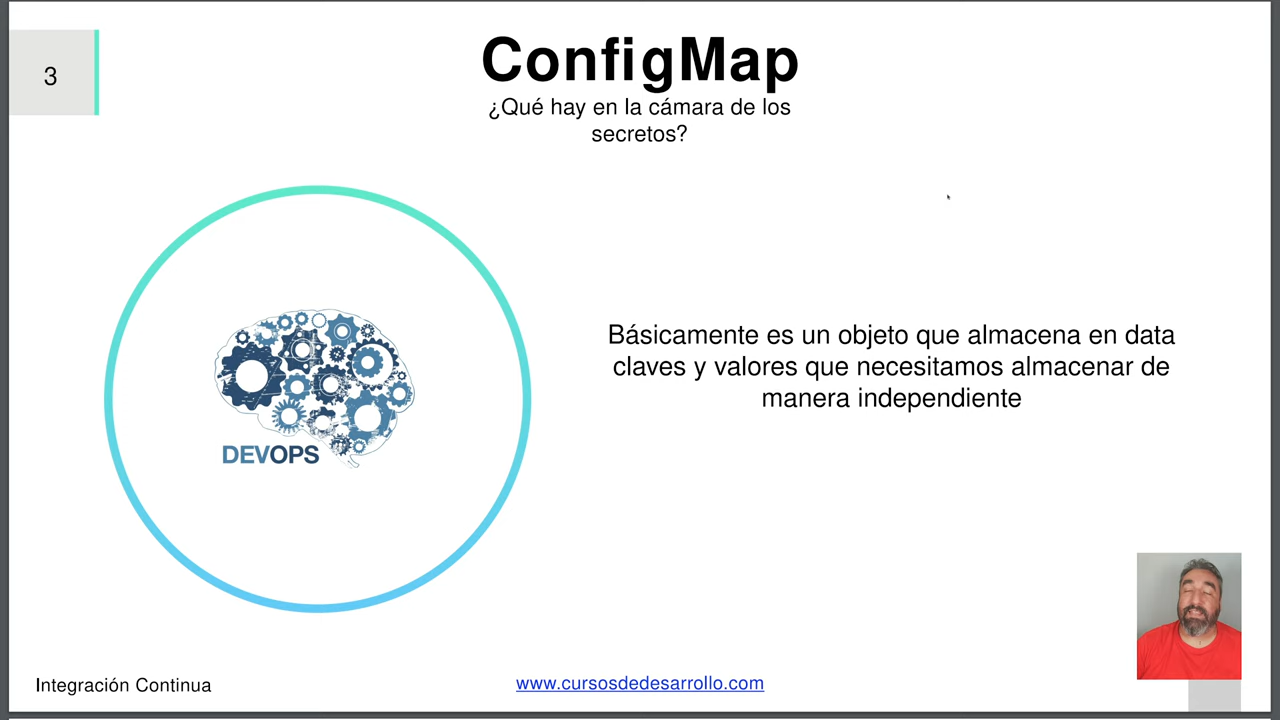 3
ConfigMap
¿Qué hay en la cámara de los
secretos?
DEVOPS
Básicamente es un objeto que almacena en data
claves y valores que necesitamos almacenar de
manera independiente
Integración Continua
www.cursosdedesarrollo.com